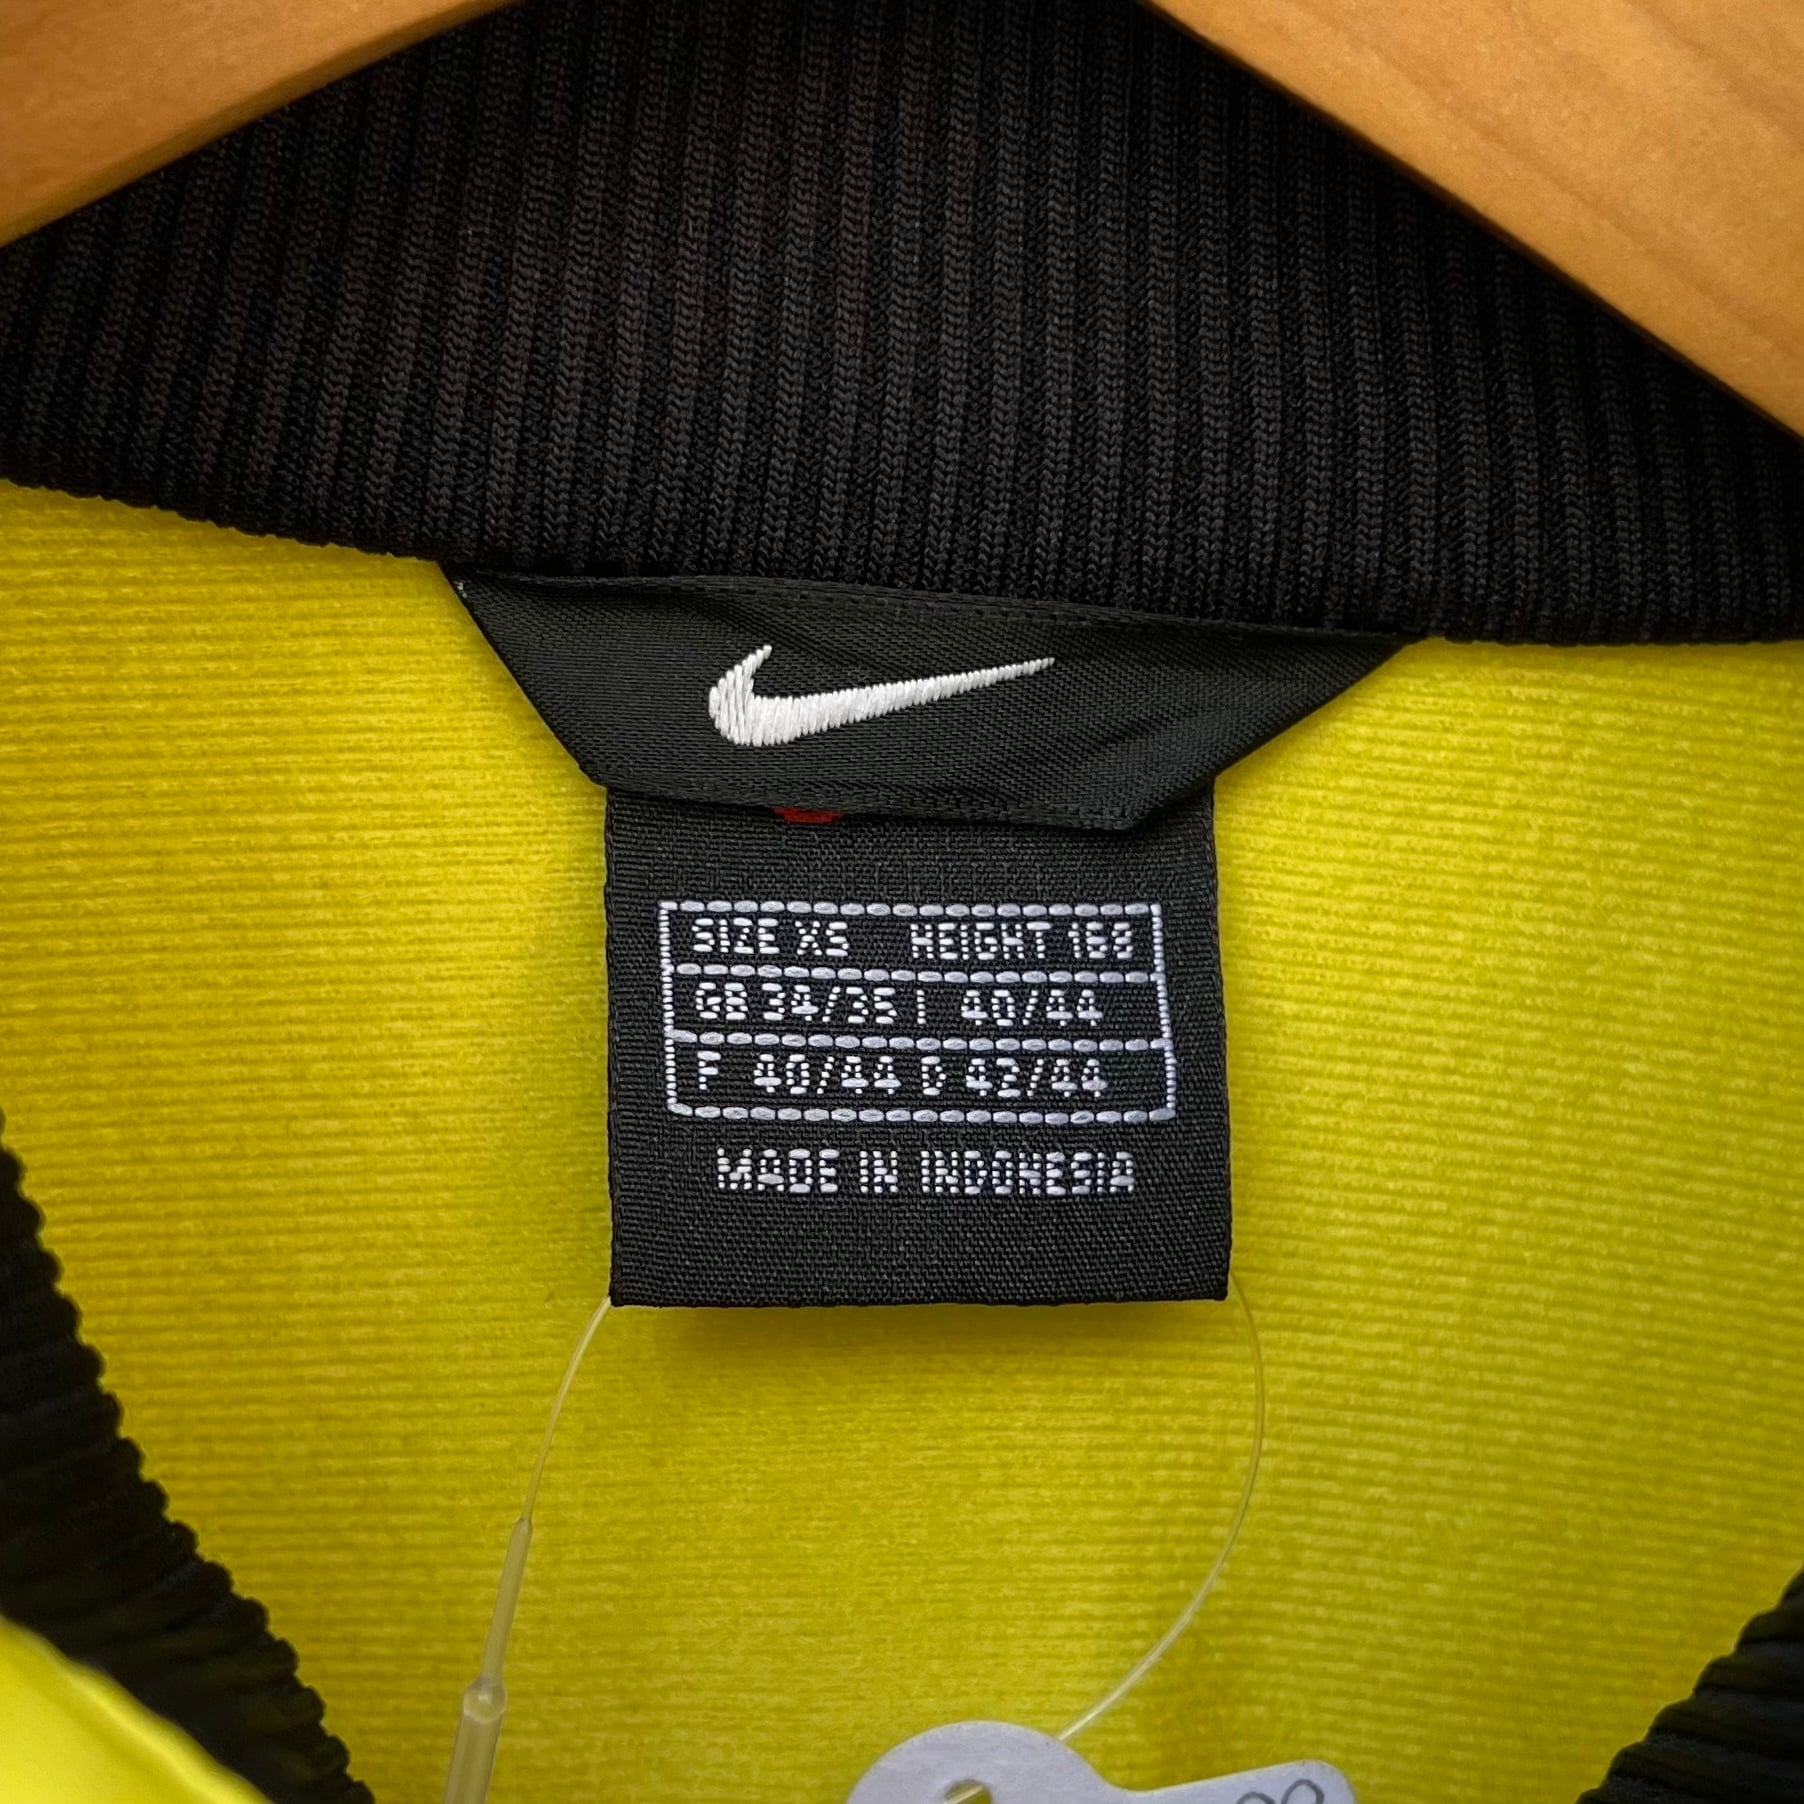 SIZE XS HEIGHT 168
GB 34/35 I 40/44
F 40/44 D 42/44
MADE IN INDONESIA